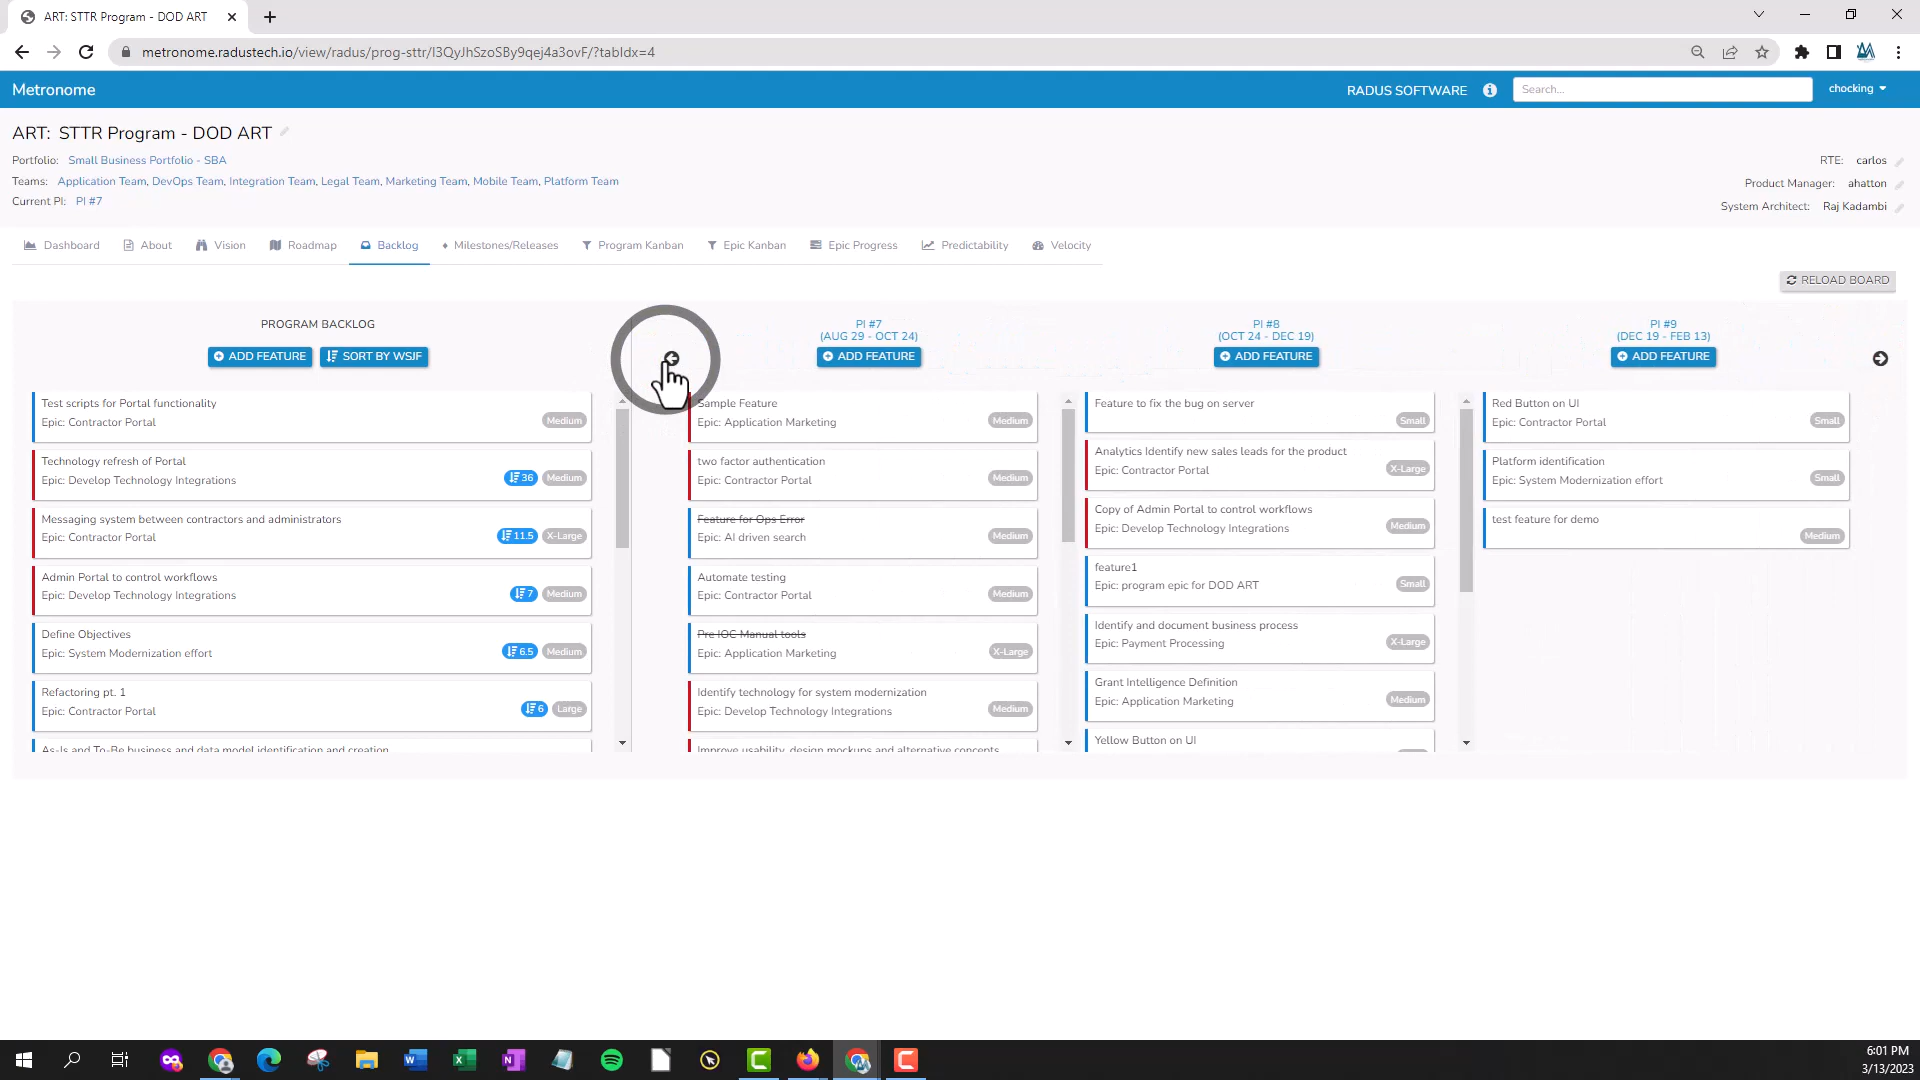 ART: STTR Program - DOD ART
metronome.radustech.io/view/radus/prog-sttr/I3QyJhSzoSBy9qej4a3ovF/?tabIdx=4
Metronome
RADUS SOFTWARE
Search...
chocking
ART: STTR Program - DOD ART
Portfolio: Small Business Portfolio - SBA
Teams: Application Team, DevOps Team, Integration Team, Legal Team, Marketing Team, Mobile Team, Platform Team
Current PI: PI #7
RTE: carlos
Product Manager: ahatton
System Architect: Raj Kadambi
Dashboard
About
Vision
Roadmap
Backlog
Milestones/Releases
Program Kanban
Epic Kanban
Epic Progress
Predictability
Velocity
RELOAD BOARD
PROGRAM BACKLOG
ADD FEATURE
SORT BY WSJF
Test scripts for Portal functionality
Epic: Contractor Portal
Medium
Technology refresh of Portal
Epic: Develop Technology Integrations
36 Medium
Messaging system between contractors and administrators
Epic: Contractor Portal
11.5 X-Large
Admin Portal to control workflows
Epic: Develop Technology Integrations
7 Medium
Define Objectives
Epic: System Modernization effort
6.5 Medium
Refactoring pt. 1
Epic: Contractor Portal
6 Large
As-Is and To-Be business and data model identification and creation
PI #7
(AUG 29 - OCT 24)
ADD FEATURE
Sample Feature
Epic: Application Marketing
Medium
two factor authentication
Epic: Contractor Portal
Medium
Feature for Ops Error
Epic: AI driven search
Medium
Automate testing
Epic: Contractor Portal
Medium
Pre IOC Manual tools
Epic: Application Marketing
X-Large
Identify technology for system modernization
Epic: Develop Technology Integrations
Medium
Improve usability, design mockups and alternative concepts
PI #8
(OCT 24 - DEC 19)
ADD FEATURE
Feature to fix the bug on server
Small
Analytics Identify new sales leads for the product
Epic: Contractor Portal
X-Large
Copy of Admin Portal to control workflows
Epic: Develop Technology Integrations
Medium
feature1
Epic: program epic for DOD ART
Small
Identify and document business process
Epic: Payment Processing
X-Large
Grant Intelligence Definition
Epic: Application Marketing
Medium
Yellow Button on UI
PI #9
(DEC 19 - FEB 13)
ADD FEATURE
Red Button on UI
Epic: Contractor Portal
Small
Platform identification
Epic: System Modernization effort
Small
test feature for demo
Medium
6:01 PM
3/13/2023